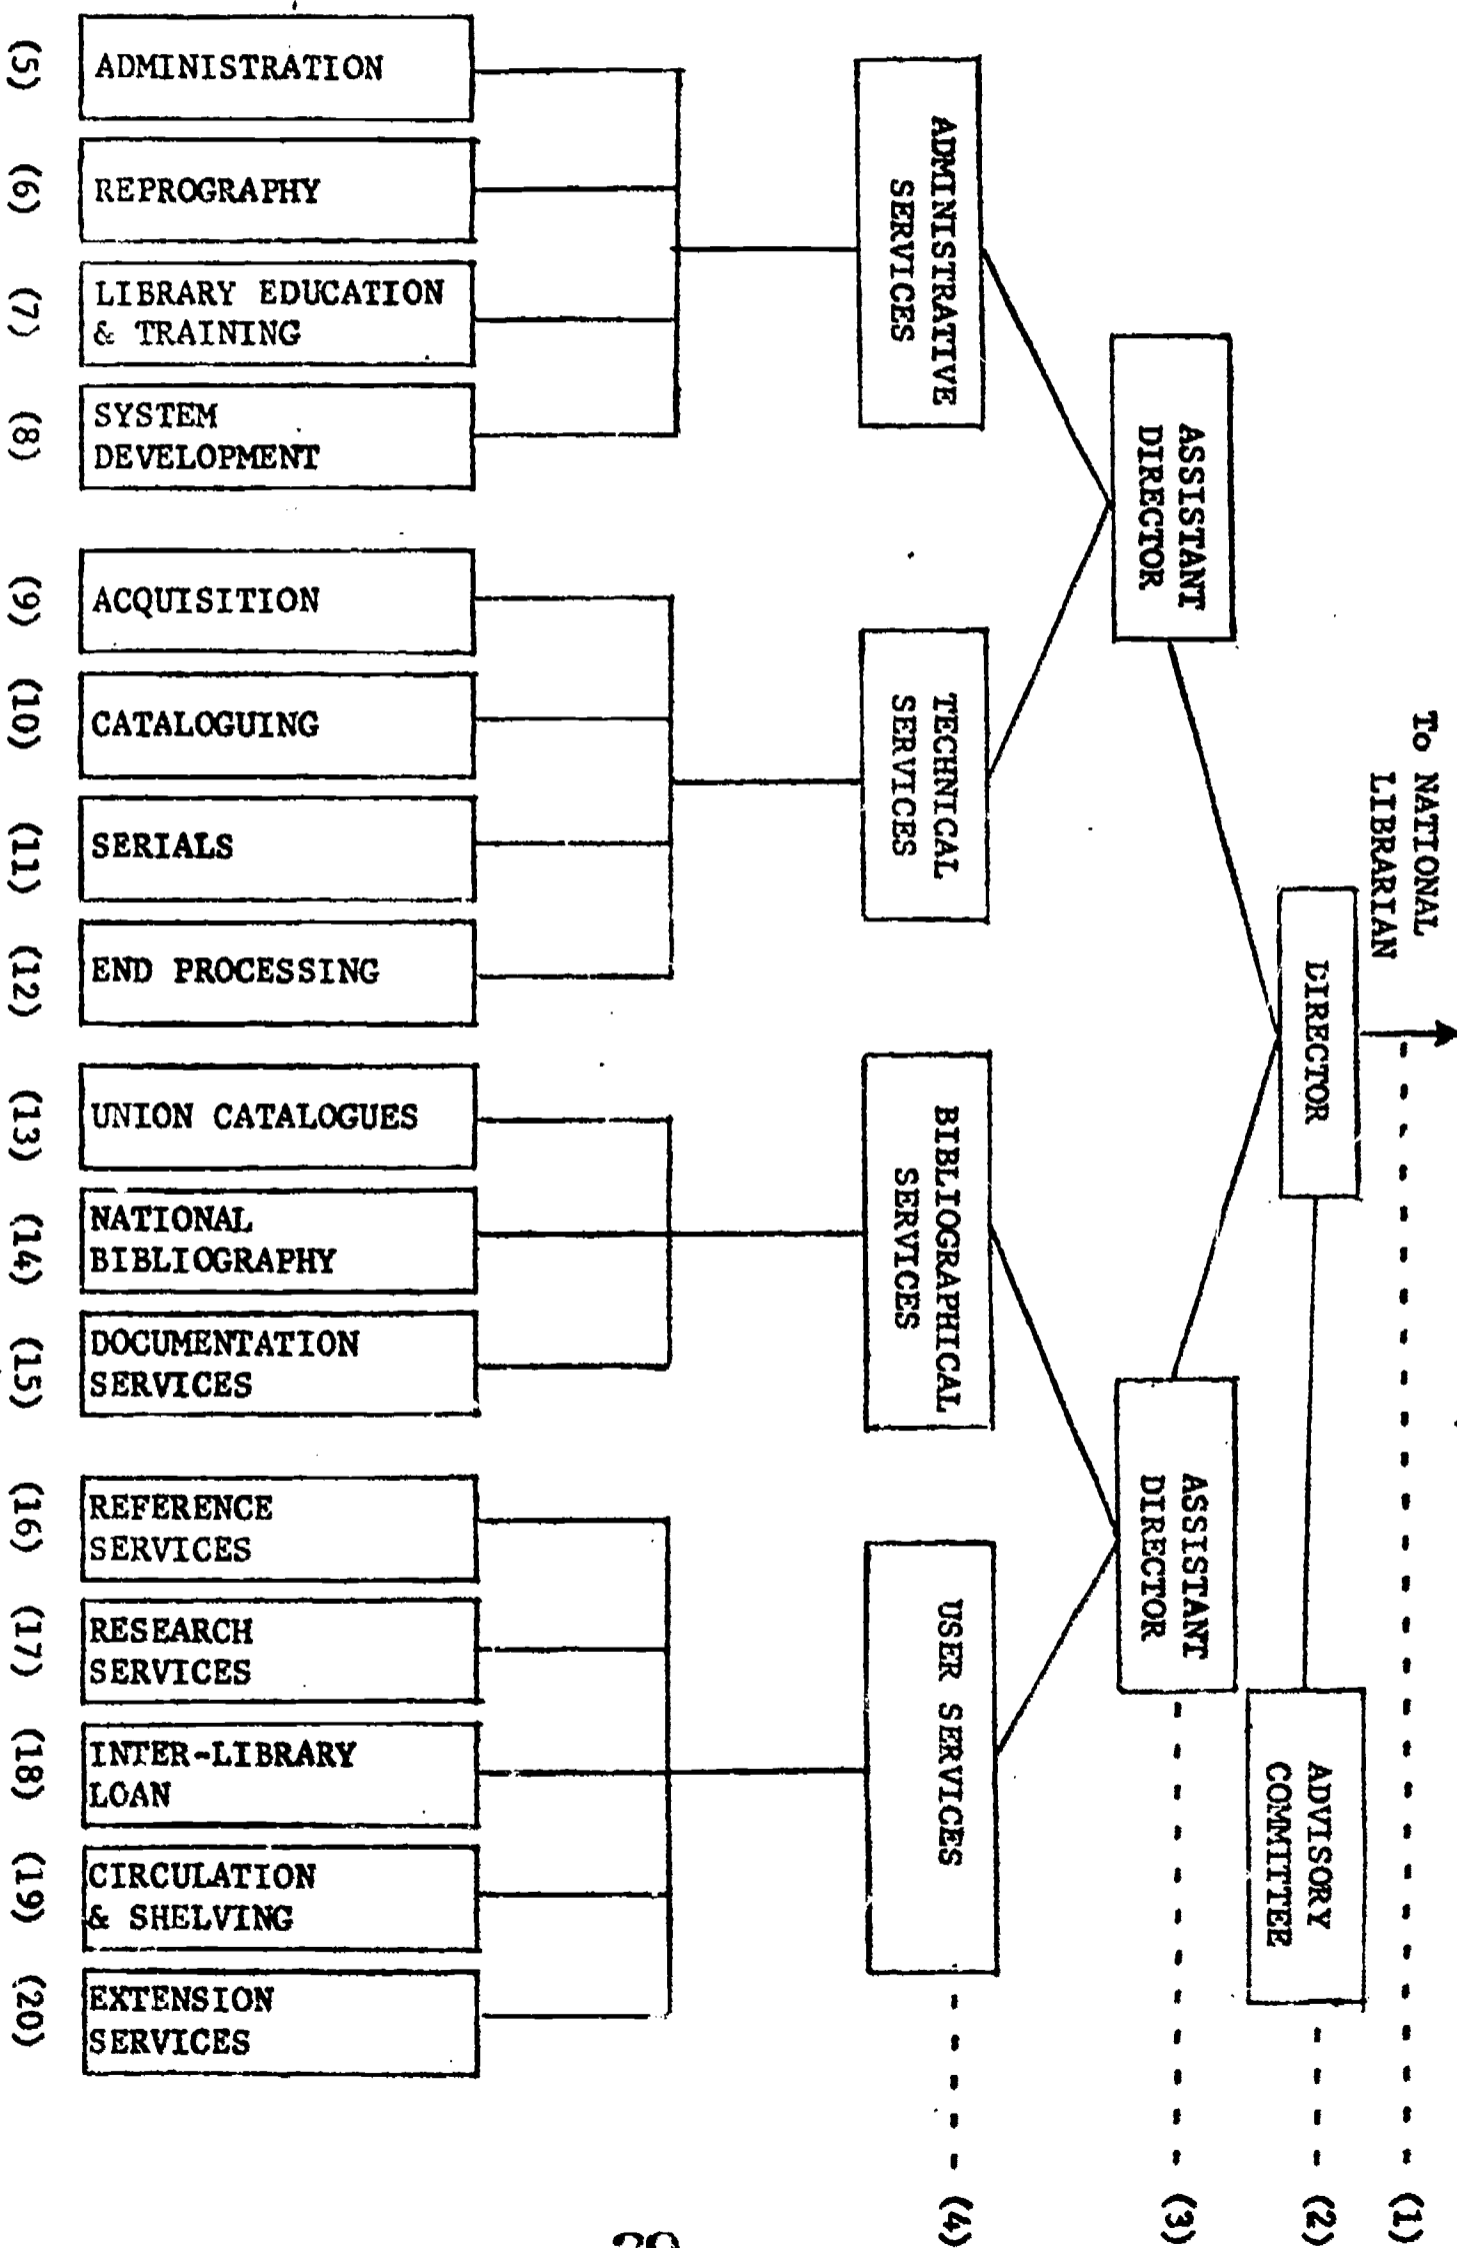 To NATIONAL
LIBRARIAN
(1)
DIRECTOR
ADVISORY
COMMITTEE
(2)
ASSISTANT
DIRECTOR
ASSISTANT
DIRECTOR
(3)
ADMINISTRATIVE
SERVICES
TECHNICAL
SERVICES
BIBLIOGRAPHICAL
SERVICES
USER SERVICES
(4)
ADMINISTRATION
(5)
REPROGRAPHY
(6)
LIBRARY EDUCATION
& TRAINING
(7)
SYSTEM
DEVELOPMENT
(8)
ACQUISITION
(9)
CATALOGUING
(10)
SERIALS
(11)
END PROCESSING
(12)
UNION CATALOGUES
(13)
NATIONAL
BIBLIOGRAPHY
(14)
DOCUMENTATION
SERVICES
(15)
REFERENCE
SERVICES
(16)
RESEARCH
SERVICES
(17)
INTER-LIBRARY
LOAN
(18)
CIRCULATION
& SHELVING
(19)
EXTENSION
SERVICES
(20)